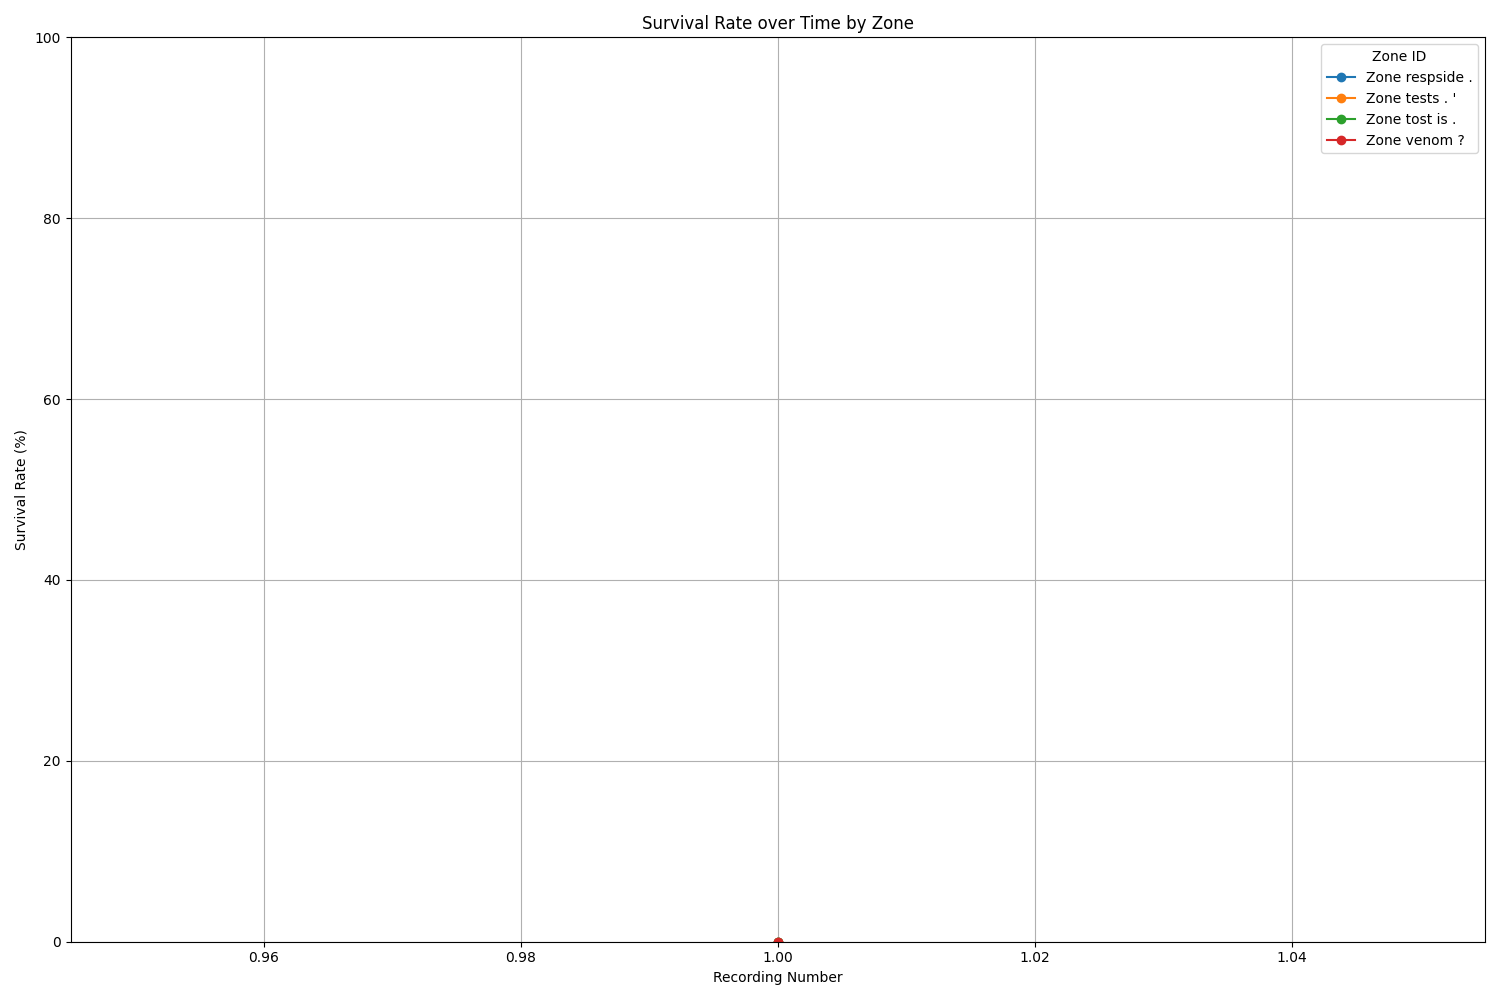 Survival Rate over Time by Zone
Zone ID
Zone respside .
Zone tests . '
Zone tost is .
Zone venom ?
Survival Rate (%)
100
80
60
40
20
0
0.96 0.98 1.00 1.02 1.04
Recording Number